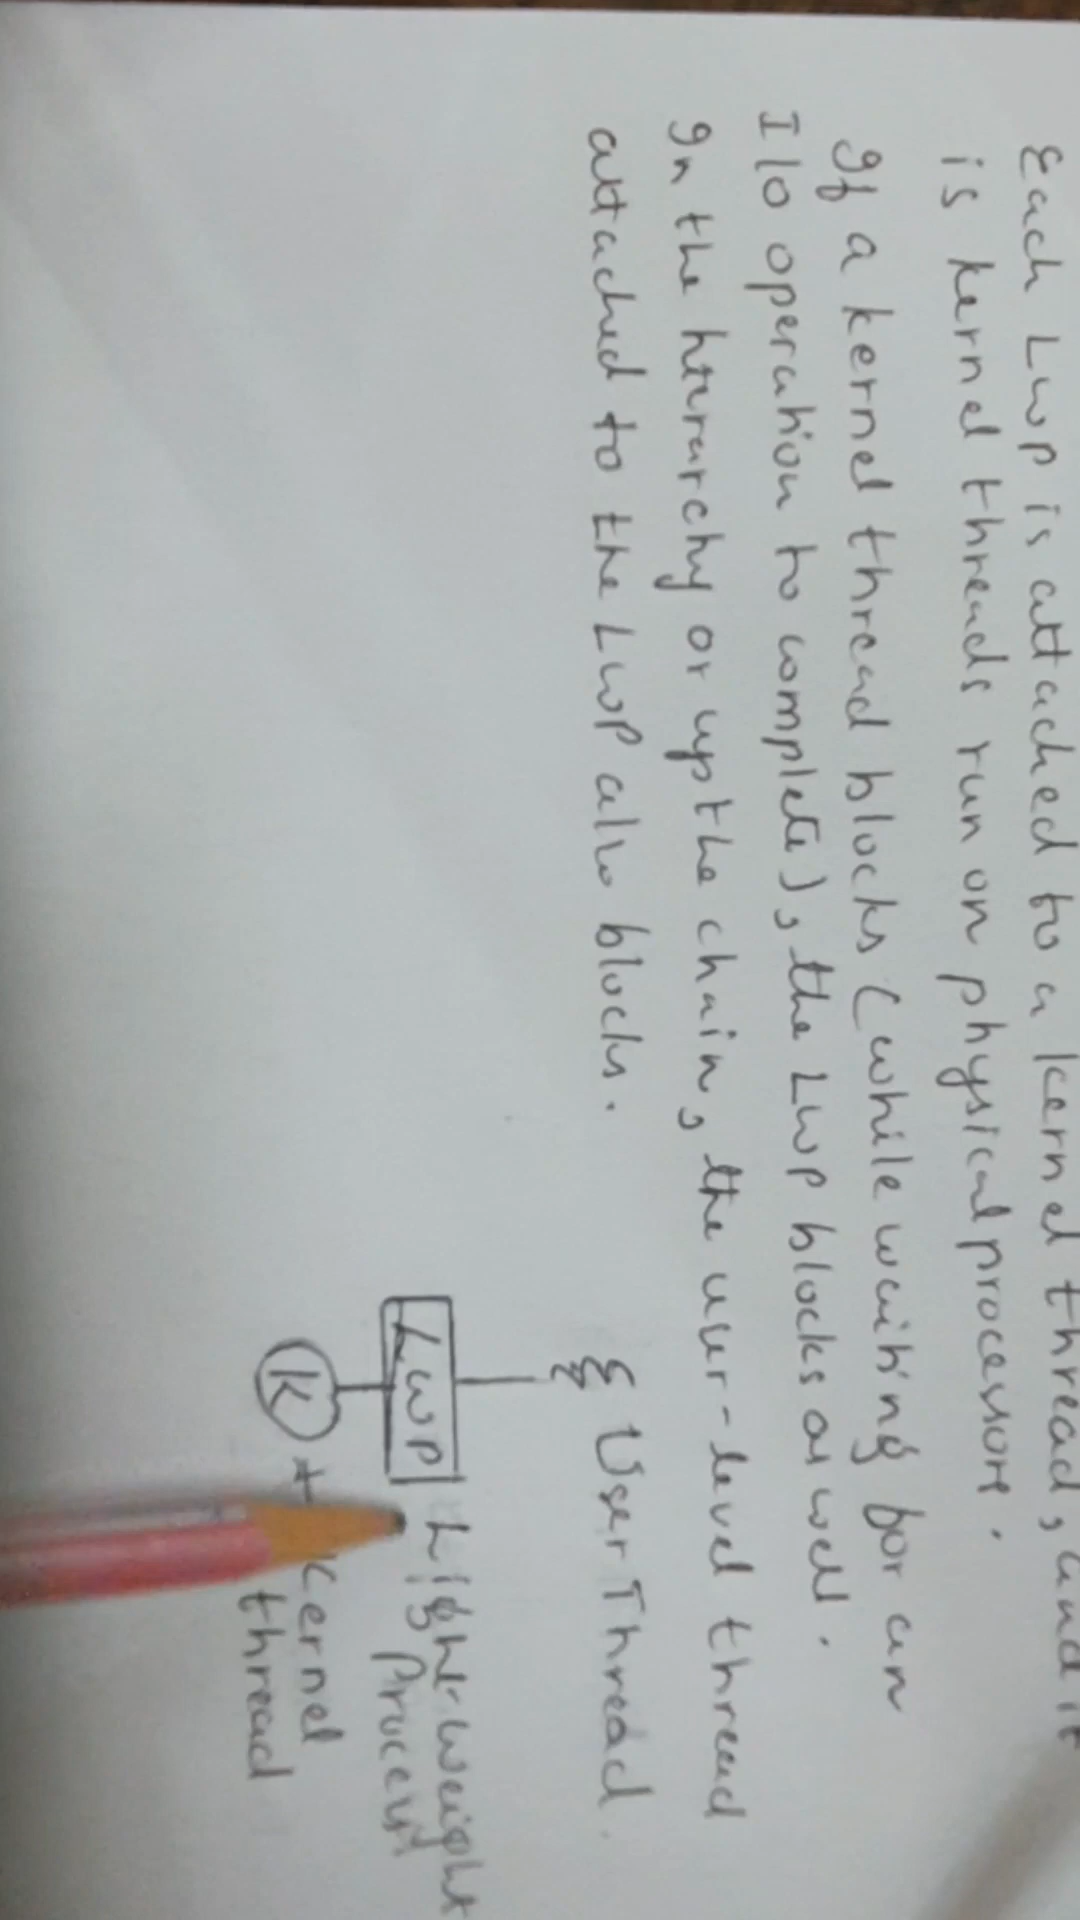 Each LWP is attached to a kernel thread, and it
is kernel threads run on physical processors.
If a kernel thread blocks (while waiting for an
I/O operation to complete), the LWP blocks as well.
In the hierarchy or up the chain, the user-level thread
attached to the LWP also blocks.
User Thread
LWP Light-weight
Process
K ← Kernel
thread